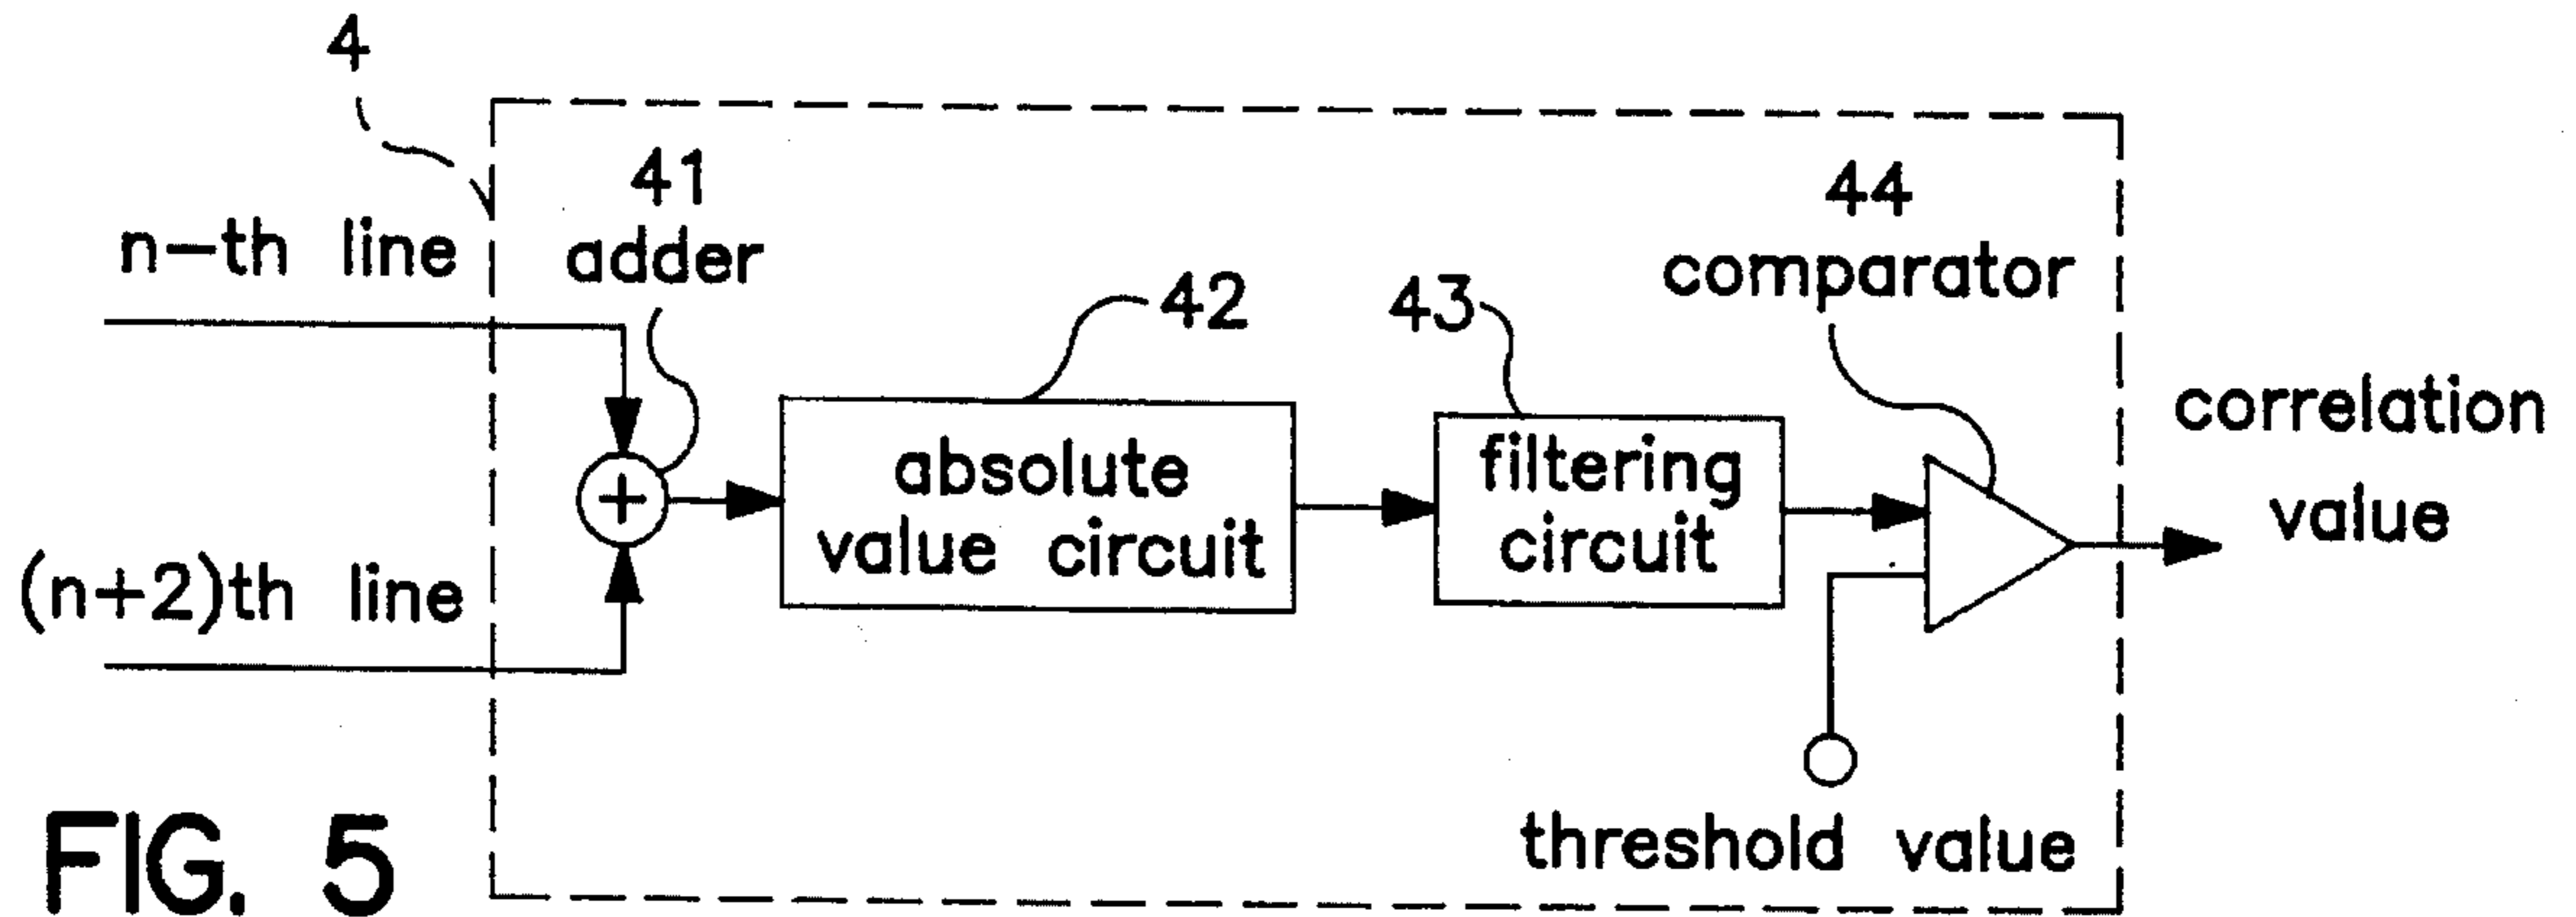 4
n-th line
41
adder
42
43
44
comparator
(n+2)th line
+
absolute
value circuit
filtering
circuit
correlation
value
threshold value
FIG. 5